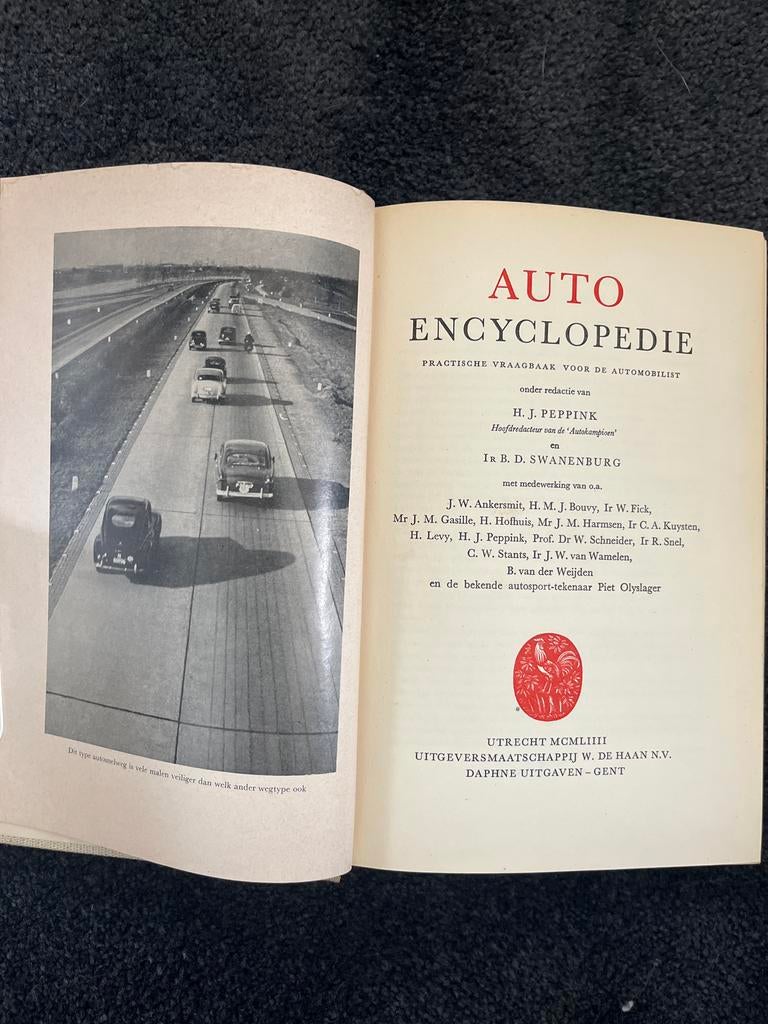 Dit type autosnelweg is vele malen veiliger dan welk ander wegtype ook
AUTO
ENCYCLOPEDIE
PRACTISCHE VRAAGBAAK VOOR DE AUTOMOBILIST
onder redactie van
H. J. PEPPINK
Hoofdredacteur van de 'Autokampioen'
en
IR B. D. SWANENBURG
met medewerking van o.a.
J. W. Ankersmit, H. M. J. Bouvy, Ir W. Fick,
Mr J. M. Gasille, H. Hofhuis, Mr J. M. Harmsen, Ir C. A. Kuysten,
H. Levy, H. J. Peppink, Prof. Dr W. Schneider, Ir R. Snel,
C. W. Stants, Ir J. W. van Wamelen,
B. van der Weijden
en de bekende autosport-tekenaar Piet Olyslager
UTRECHT MCMLIIII
UITGEVERSMAATSCHAPPIJ W. DE HAAN N.V.
DAPHNE UITGAVEN – GENT